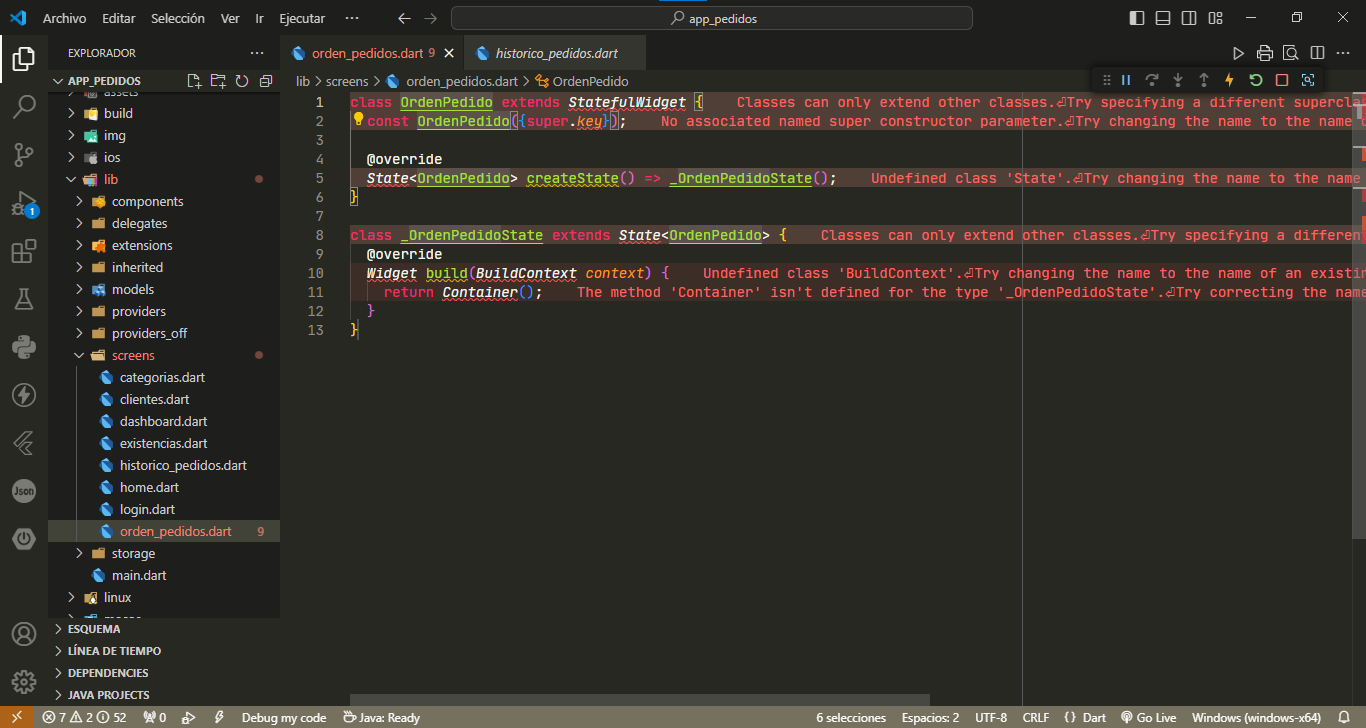 Archivo Editar Selección Ver Ir Ejecutar ··· app_pedidos
EXPLORADOR ···
APP_PEDIDOS
assets
build
img
ios
lib
components
delegates
extensions
inherited
models
providers
providers_off
screens
categorias.dart
clientes.dart
dashboard.dart
existencias.dart
historico_pedidos.dart
home.dart
login.dart
orden_pedidos.dart 9
storage
main.dart
linux
ESQUEMA
LÍNEA DE TIEMPO
DEPENDENCIES
JAVA PROJECTS
1
Json
orden_pedidos.dart 9 historico_pedidos.dart
lib > screens > orden_pedidos.dart > OrdenPedido
1 class OrdenPedido extends StatefulWidget { Classes can only extend other classes.⏎Try specifying a different supercla
2 const OrdenPedido({super.key}); No associated named super constructor parameter.⏎Try changing the name to the name
3
4 @override
5 State<OrdenPedido> createState() => _OrdenPedidoState(); Undefined class 'State'.⏎Try changing the name to the name
6 }
7
8 class _OrdenPedidoState extends State<OrdenPedido> { Classes can only extend other classes.⏎Try specifying a different
9 @override
10 Widget build(BuildContext context) { Undefined class 'BuildContext'.⏎Try changing the name to the name of an existin
11 return Container(); The method 'Container' isn't defined for the type '_OrdenPedidoState'.⏎Try correcting the name
12 }
13 }
7 2 52 0 Debug my code Java: Ready 6 selecciones Espacios: 2 UTF-8 CRLF {} Dart Go Live Windows (windows-x64)